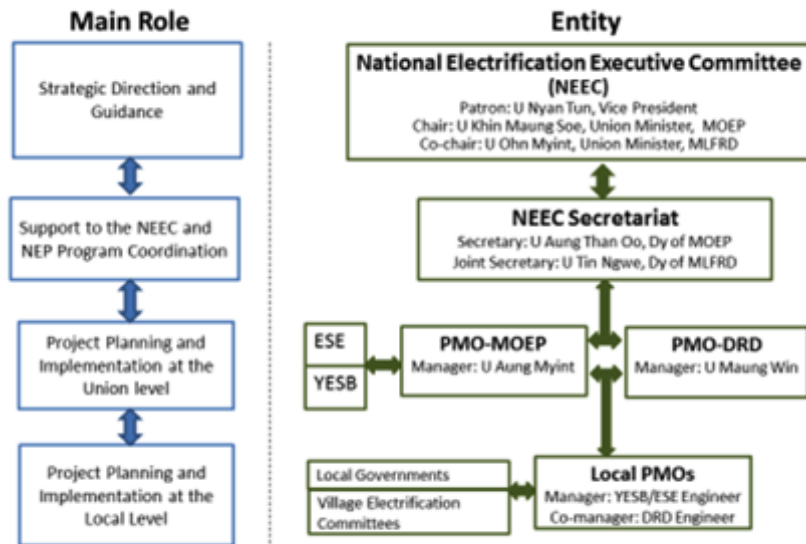 Main Role
Strategic Direction and
Guidance
Support to the NEEC and
NEP Program Coordination
Project Planning and
Implementation at the
Union level
Project Planning and
Implementation at the
Local Level
Entity
National Electrification Executive Committee
(NEEC)
Patron: U Nyan Tun, Vice President
Chair: U Khin Maung Soe, Union Minister, MOEP
Co-chair: U Ohn Myint, Union Minister, MLFRD
NEEC Secretariat
Secretary: U Aung Than Oo, Dy of MOEP
Joint Secretary: U Tin Ngwe, Dy of MLFRD
ESE
YESB
PMO-MOEP
Manager: U Aung Myint
PMO-DRD
Manager: U Maung Win
Local Governments
Village Electrification
Committees
Local PMOs
Manager: YESB/ESE Engineer
Co-manager: DRD Engineer